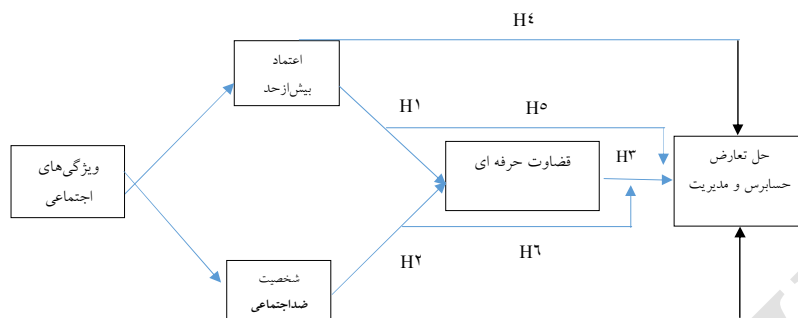 H٤
اعتماد
بیش‌ازحد
H١
H٥
ویژگی‌های
اجتماعی
قضاوت حرفه ای
H٣
حل تعارض
حسابرس و مدیریت
H٢
H٦
شخصیت
ضداجتماعی